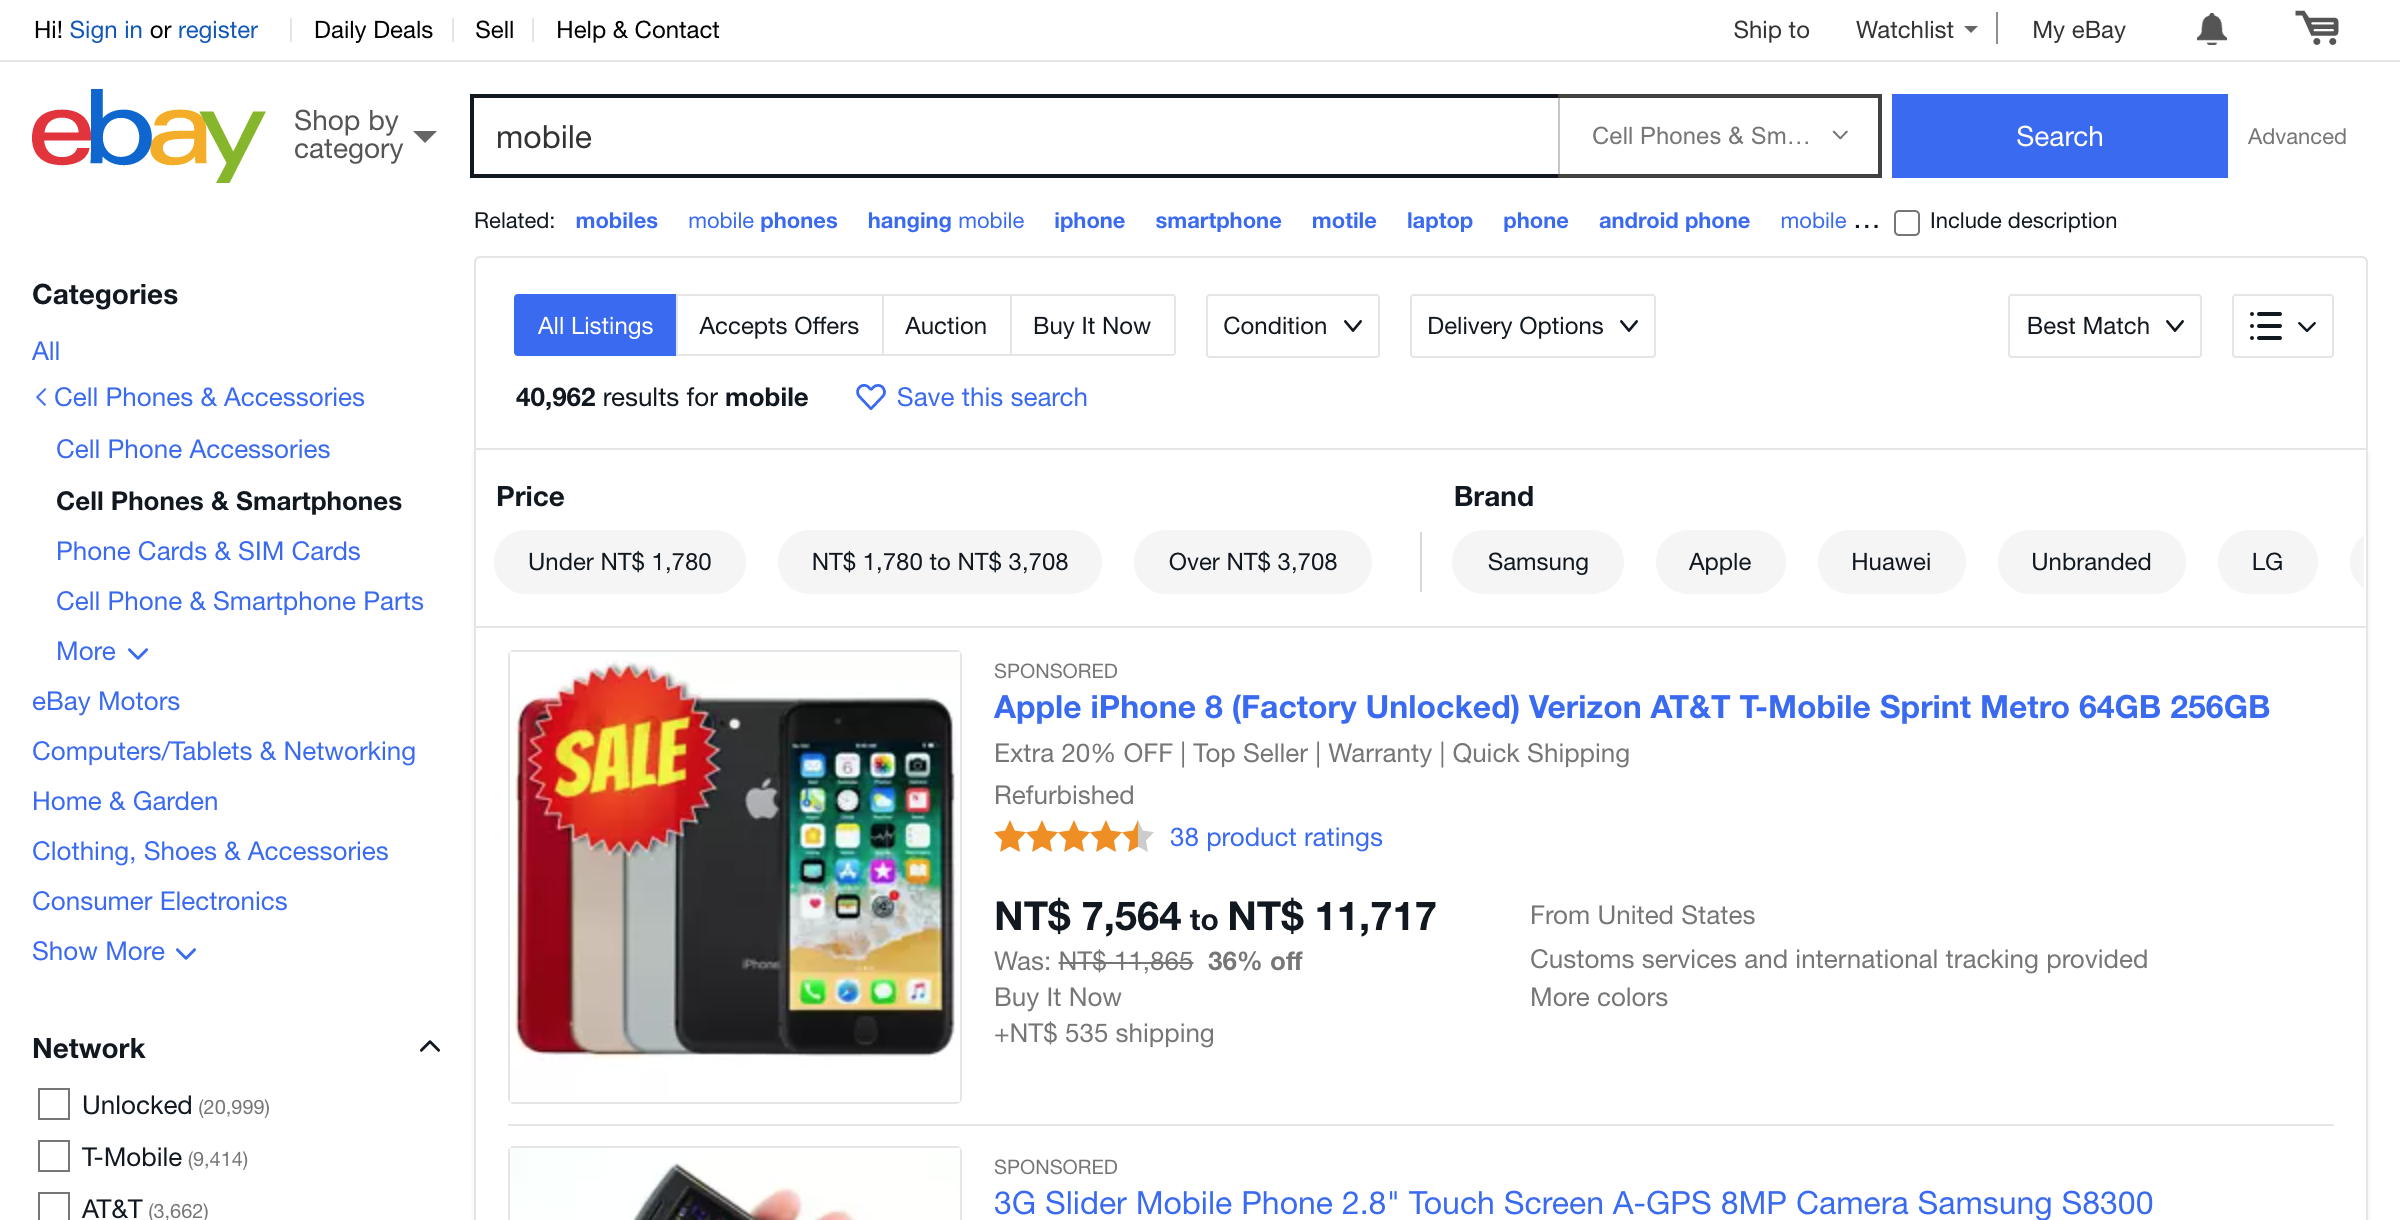 Hi! Sign in or register
Daily Deals
Sell
Help & Contact
Ship to
Watchlist
My eBay
ebay
Shop by
category
mobile
Cell Phones & Sm...
Search
Advanced
Related: mobiles mobile phones hanging mobile iphone smartphone motile laptop phone android phone mobile ...
Include description
Categories
All
Cell Phones & Accessories
Cell Phone Accessories
Cell Phones & Smartphones
Phone Cards & SIM Cards
Cell Phone & Smartphone Parts
More
eBay Motors
Computers/Tablets & Networking
Home & Garden
Clothing, Shoes & Accessories
Consumer Electronics
Show More
Network
Unlocked (20,999)
T-Mobile (9,414)
AT&T (3,662)
All Listings
Accepts Offers
Auction
Buy It Now
Condition
Delivery Options
Best Match
40,962 results for mobile
Save this search
Price
Under NT$ 1,780
NT$ 1,780 to NT$ 3,708
Over NT$ 3,708
Brand
Samsung
Apple
Huawei
Unbranded
LG
SALE
iPhone
SPONSORED
Apple iPhone 8 (Factory Unlocked) Verizon AT&T T-Mobile Sprint Metro 64GB 256GB
Extra 20% OFF | Top Seller | Warranty | Quick Shipping
Refurbished
38 product ratings
NT$ 7,564 to NT$ 11,717
Was: NT$ 11,865 36% off
Buy It Now
+NT$ 535 shipping
From United States
Customs services and international tracking provided
More colors
SPONSORED
3G Slider Mobile Phone 2.8" Touch Screen A-GPS 8MP Camera Samsung S8300